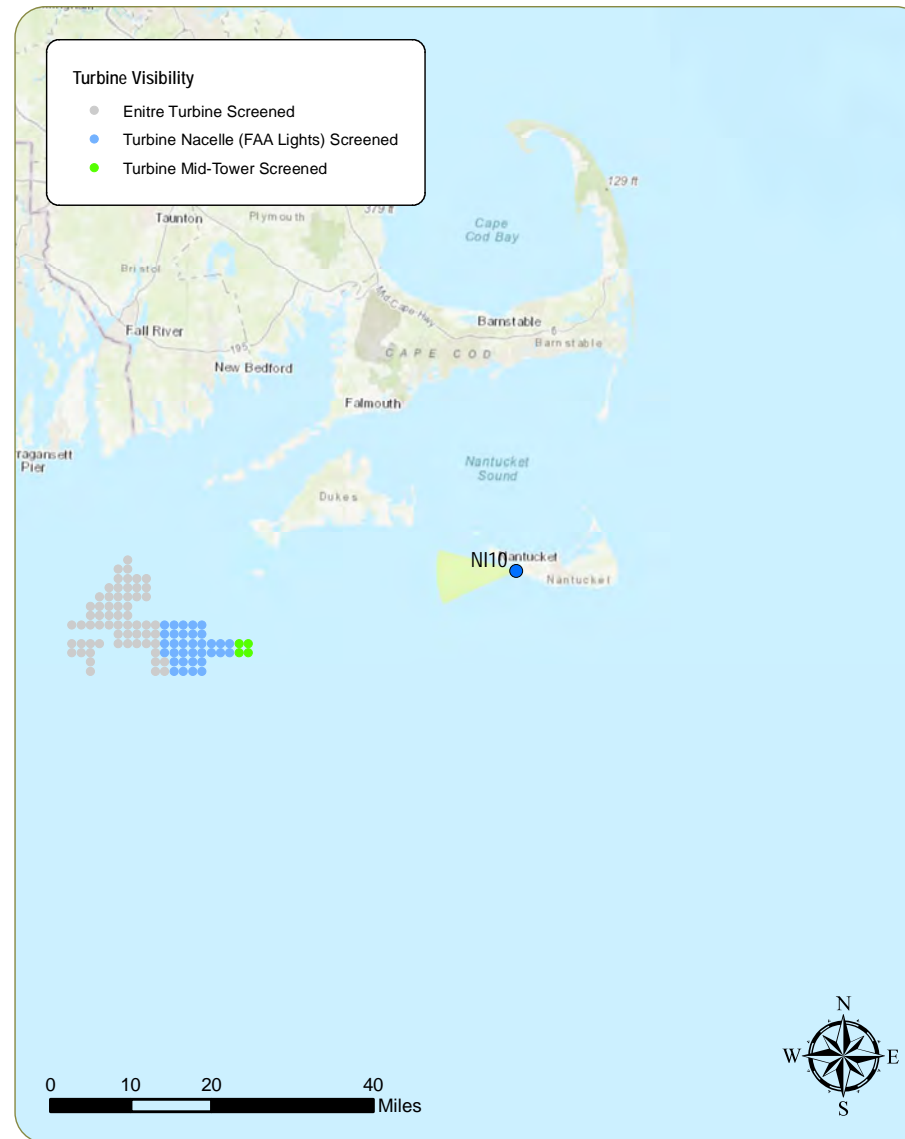 Turbine Visibility
Enitre Turbine Screened
Turbine Nacelle (FAA Lights) Screened
Turbine Mid-Tower Screened
129 ft
379 ft
Taunton
Plymouth
Cape
Cod Bay
Bristol
Mid Cape Hwy
Barnstable
6
Fall River
Barnstable
195
CAPE COD
New Bedford
Falmouth
ragansett
Pier
Nantucket
Sound
Dukes
NI10
Nantucket
Nantucket
N
W
E
S
0
10
20
40
Miles